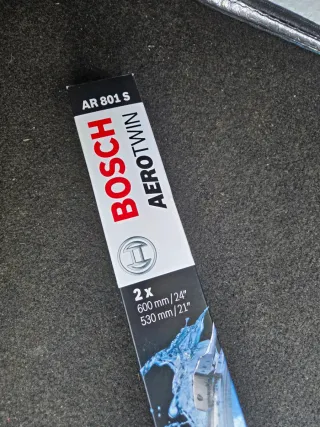 AR 801 S
BOSCH
AEROTWIN
2 x
600 mm / 24"
530 mm / 21"